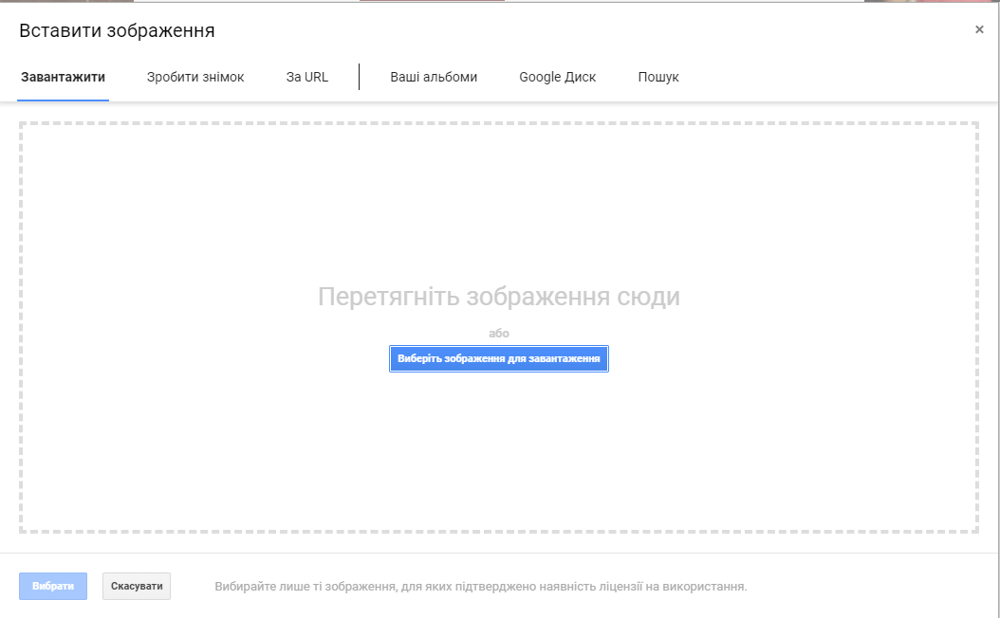 Вставити зображення
×
Завантажити Зробити знімок За URL Ваші альбоми Google Диск Пошук
Перетягніть зображення сюди
або
Виберіть зображення для завантаження
Вибрати Скасувати Вибирайте лише ті зображення, для яких підтверджено наявність ліцензії на використання.